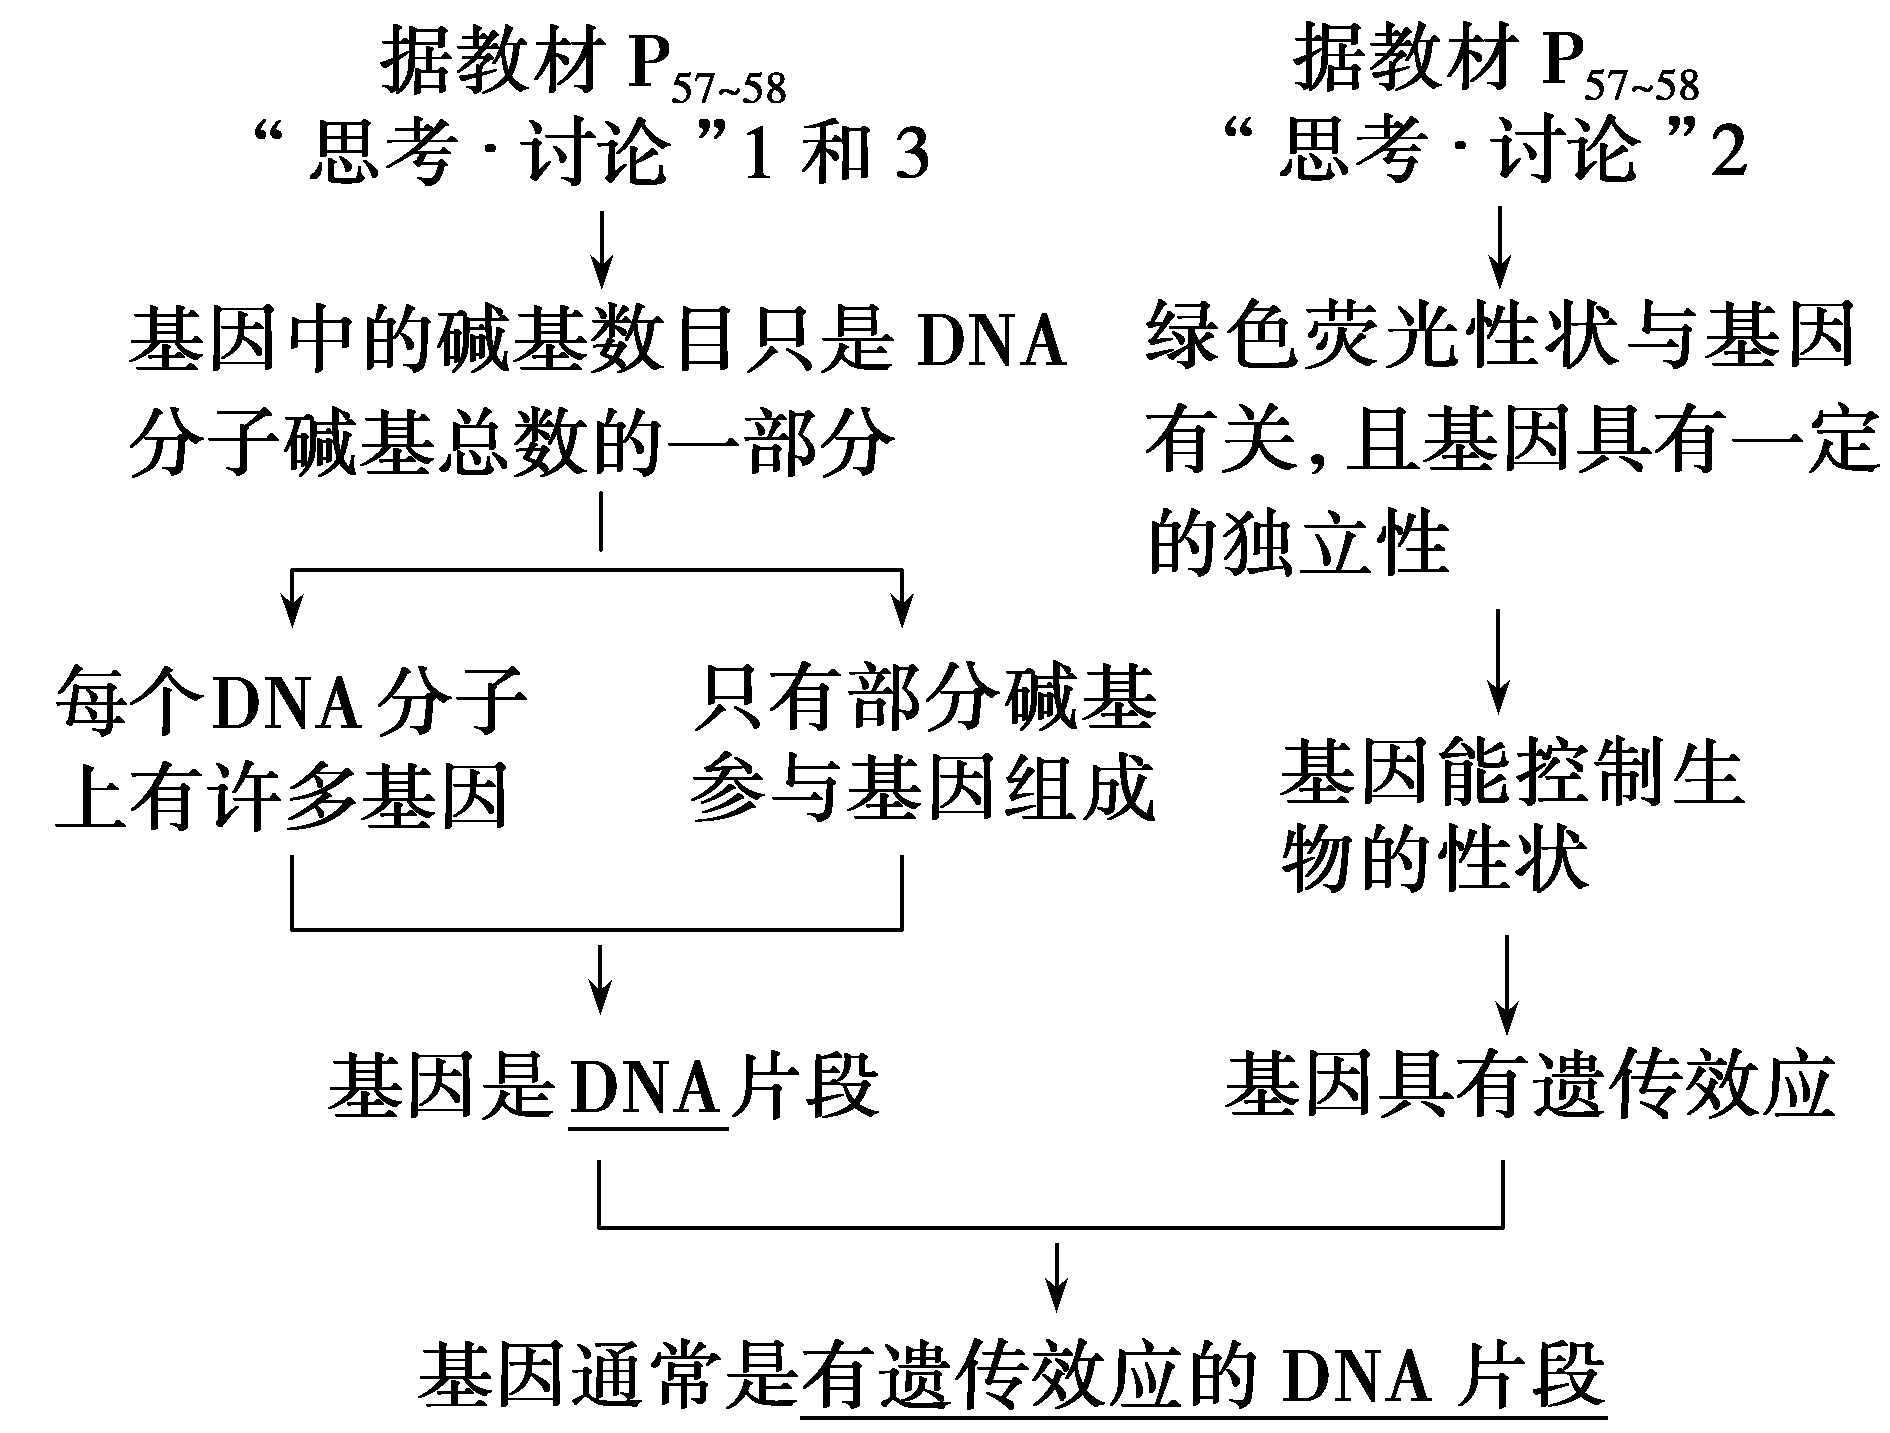 据教材 P57~58
“思考·讨论”1 和 3
据教材 P57~58
“思考·讨论”2
基因中的碱基数目只是 DNA
分子碱基总数的一部分
绿色荧光性状与基因
有关，且基因具有一定
的独立性
每个DNA分子
上有许多基因
只有部分碱基
参与基因组成
基因能控制生
物的性状
基因是DNA片段
基因具有遗传效应
基因通常是有遗传效应的 DNA 片段